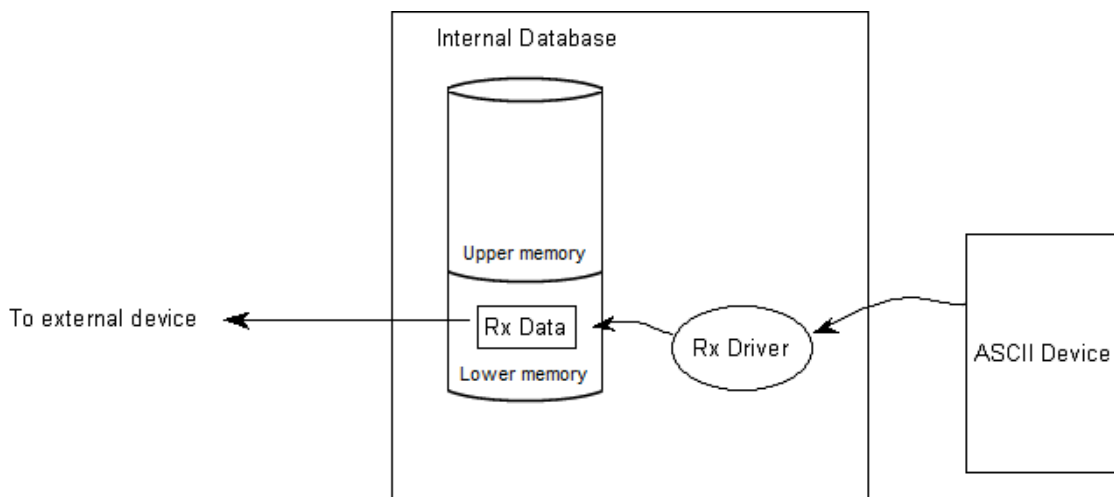 Internal Database
Upper memory
To external device
Rx Data
Rx Driver
ASCII Device
Lower memory